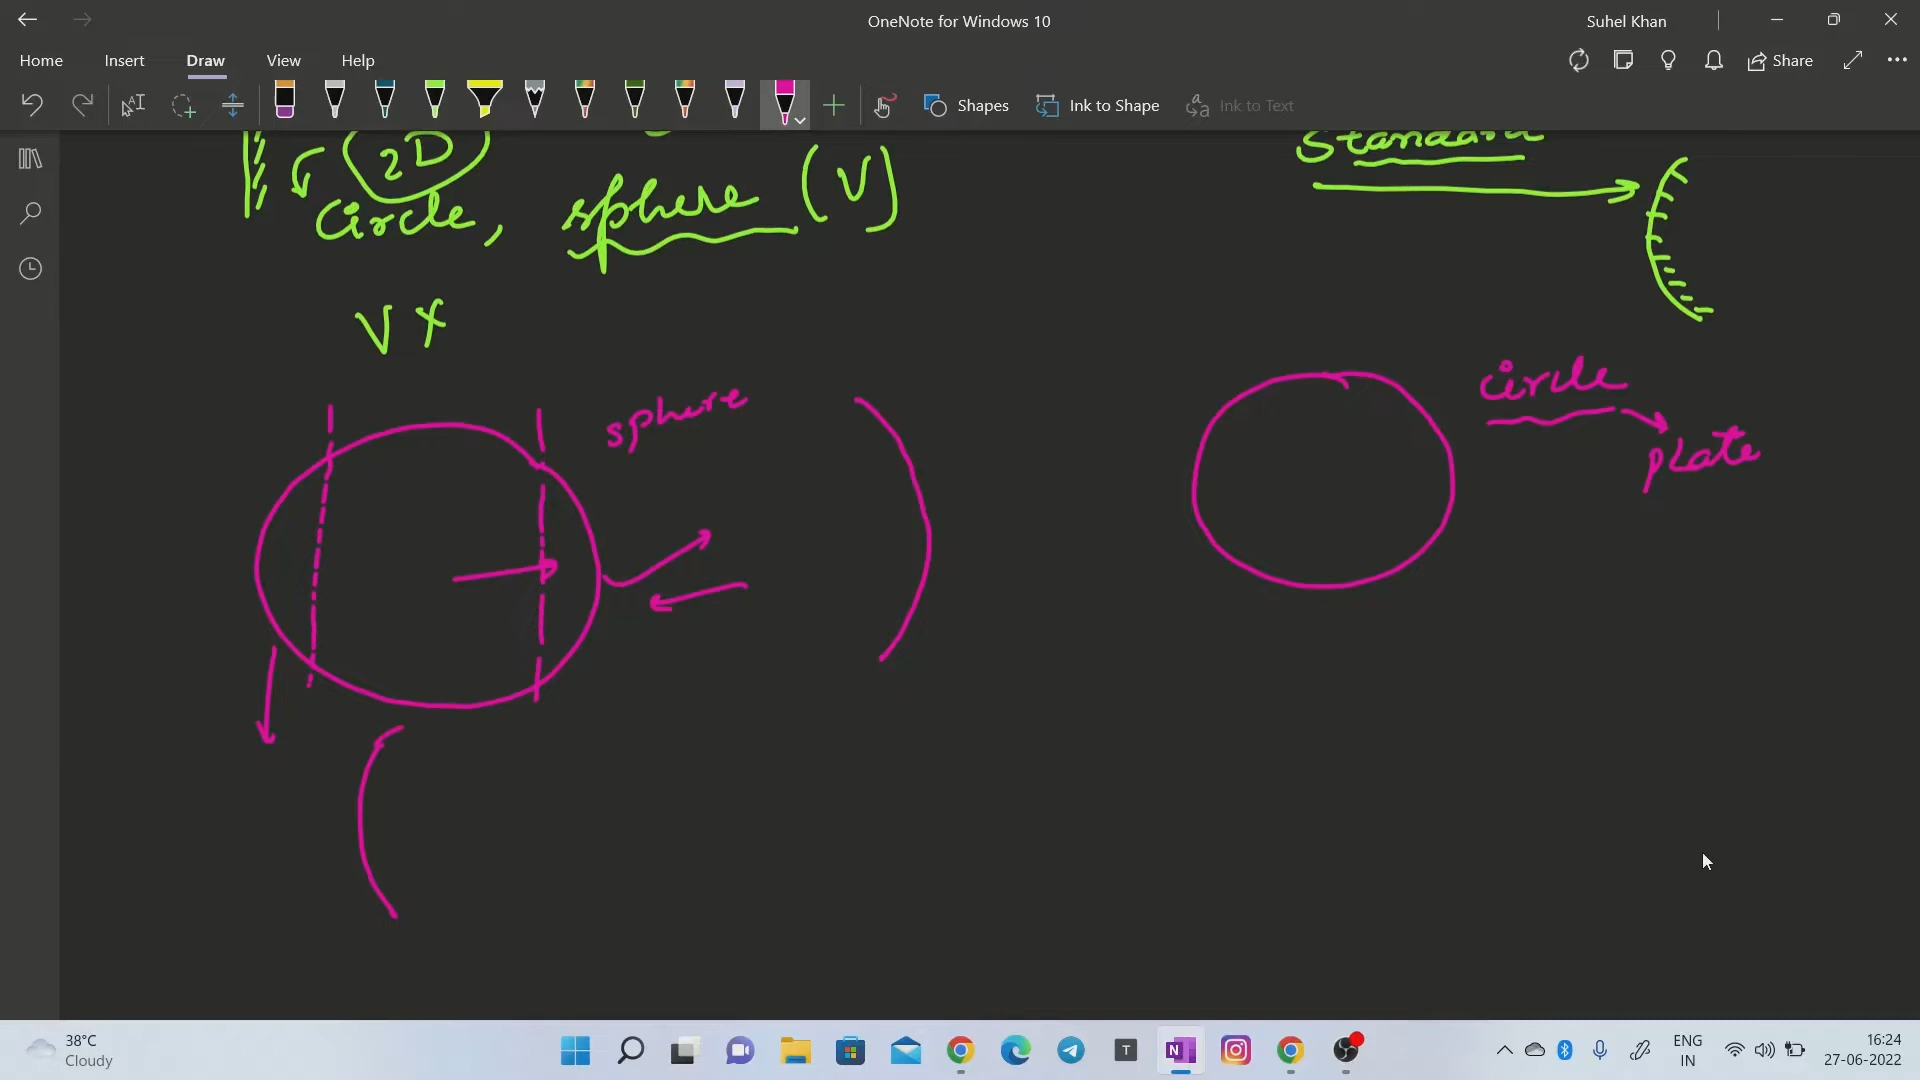 OneNote for Windows 10
Suhel Khan
Home Insert Draw View Help
Share
Shapes Ink to Shape Ink to Text
2D
Standard
Circle, sphere (V)
V x
sphere
circle
plate
38°C
Cloudy
T
N
ENG
IN
16:24
27-06-2022